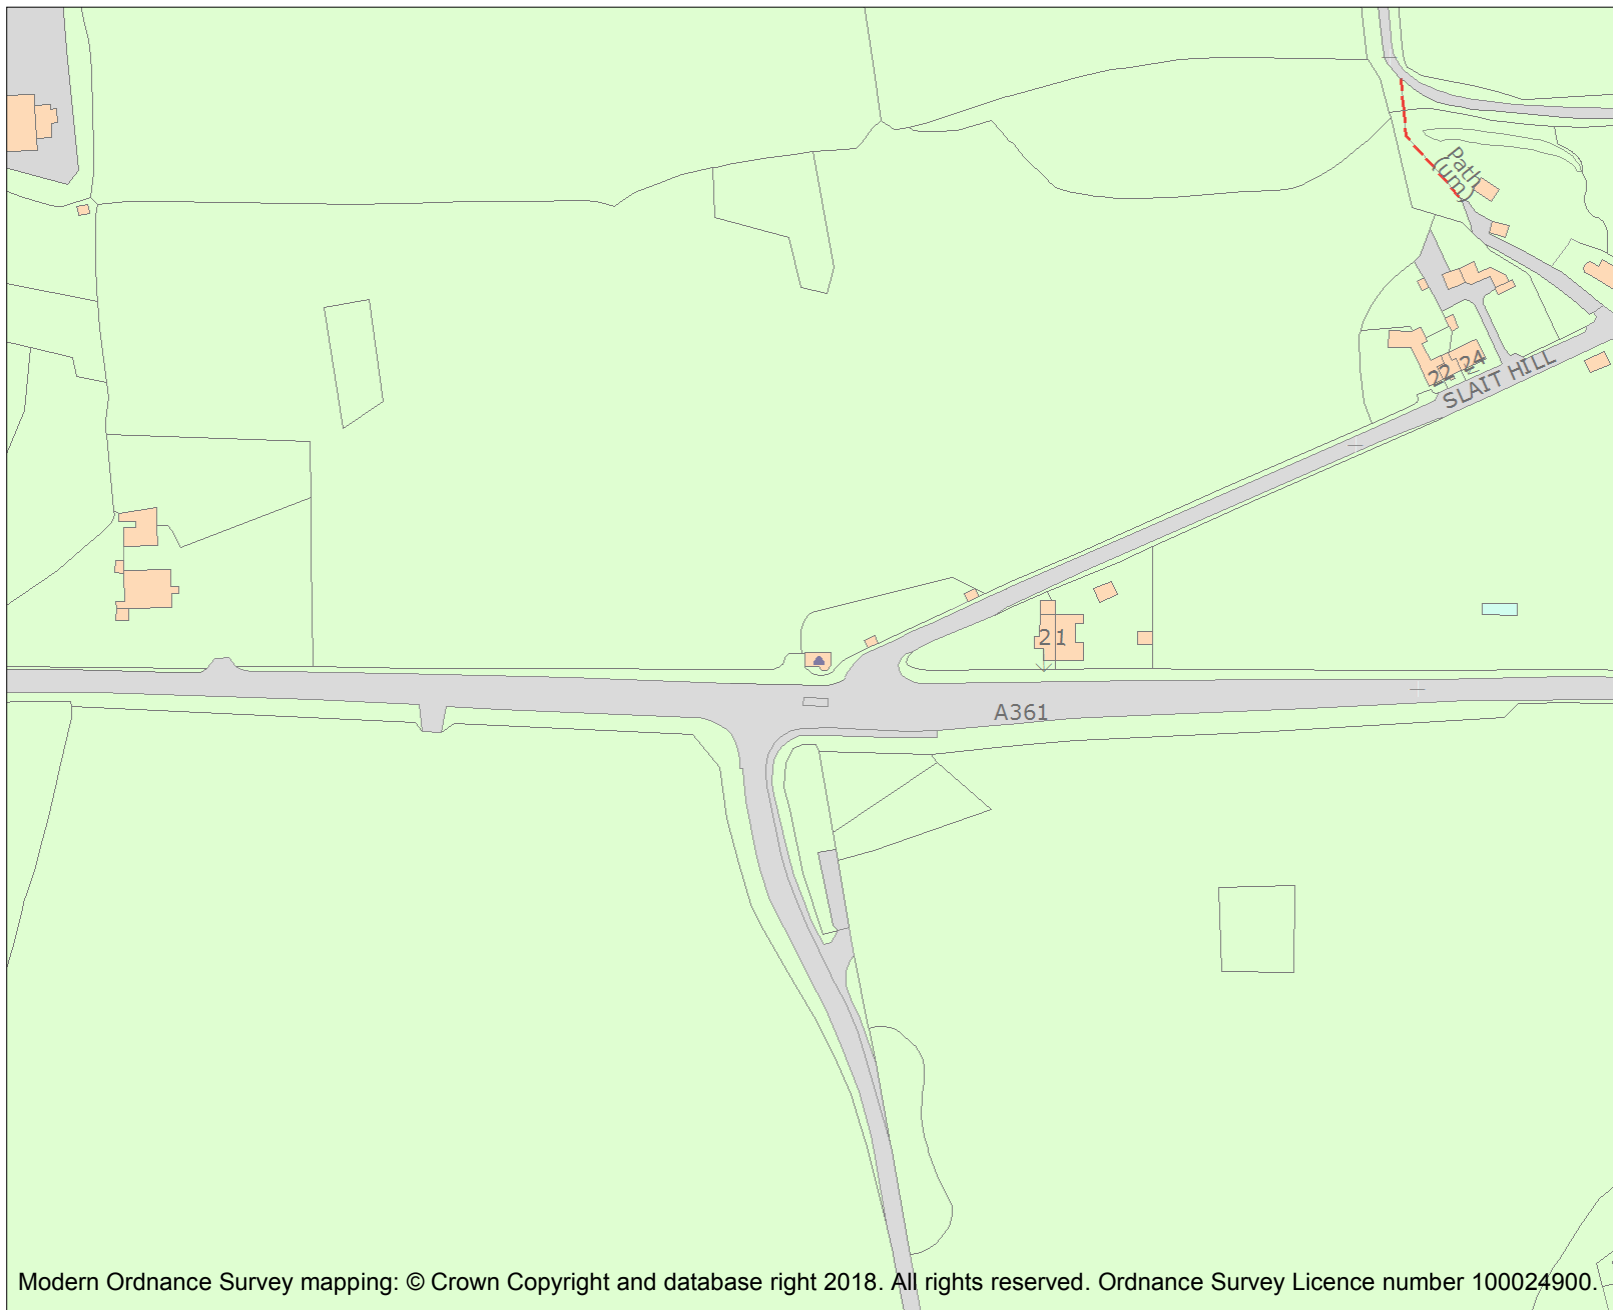 Path
(um)
22
24
SLAIT HILL
21
A361
Modern Ordnance Survey mapping: © Crown Copyright and database right 2018. All rights reserved. Ordnance Survey Licence number 100024900.